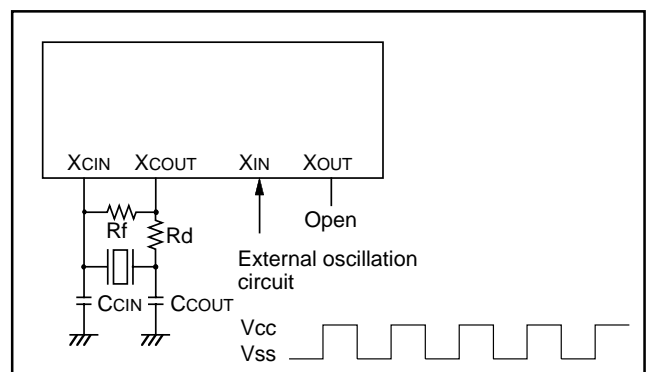 XCIN XCOUT XIN XOUT
Rf
Rd
Open
External oscillation
circuit
CCIN CCOUT
Vcc
Vss